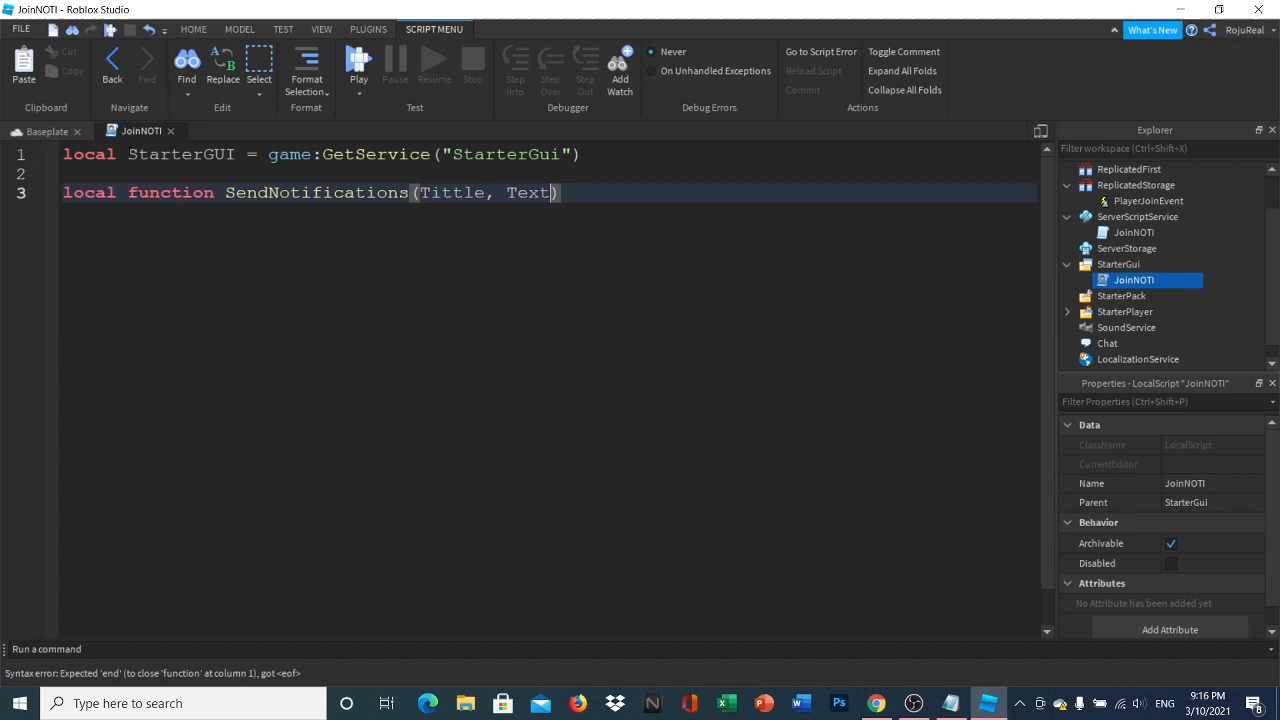 JoinNOTI - Roblox Studio
FILE HOME MODEL TEST VIEW PLUGINS SCRIPT MENU What's New RojuReal
Paste Cut Copy Clipboard
Back Fwd Navigate
Find Replace Select Edit
Format Selection Format
Play Pause Resume Stop Test
Step Into Step Over Step Out Add Watch Debugger
Never
On Unhandled Exceptions
Debug Errors
Go to Script Error Toggle Comment
Reload Script Expand All Folds
Commit Collapse All Folds
Actions
Baseplate JoinNOTI
1 local StarterGUI = game:GetService("StarterGui")
2
3 local function SendNotifications(Tittle, Text)
Explorer
Filter workspace (Ctrl+Shift+X)
ReplicatedFirst
ReplicatedStorage
PlayerJoinEvent
ServerScriptService
JoinNOTI
ServerStorage
StarterGui
JoinNOTI
StarterPack
StarterPlayer
SoundService
Chat
LocalizationService
Properties - LocalScript "JoinNOTI"
Filter Properties (Ctrl+Shift+P)
Data
ClassName LocalScript
CurrentEditor
Name JoinNOTI
Parent StarterGui
Behavior
Archivable
Disabled
Attributes
No Attribute has been added yet
Add Attribute
Run a command
Syntax error: Expected 'end' (to close 'function' at column 1), got <eof>
Type here to search
9:16 PM
3/10/2021